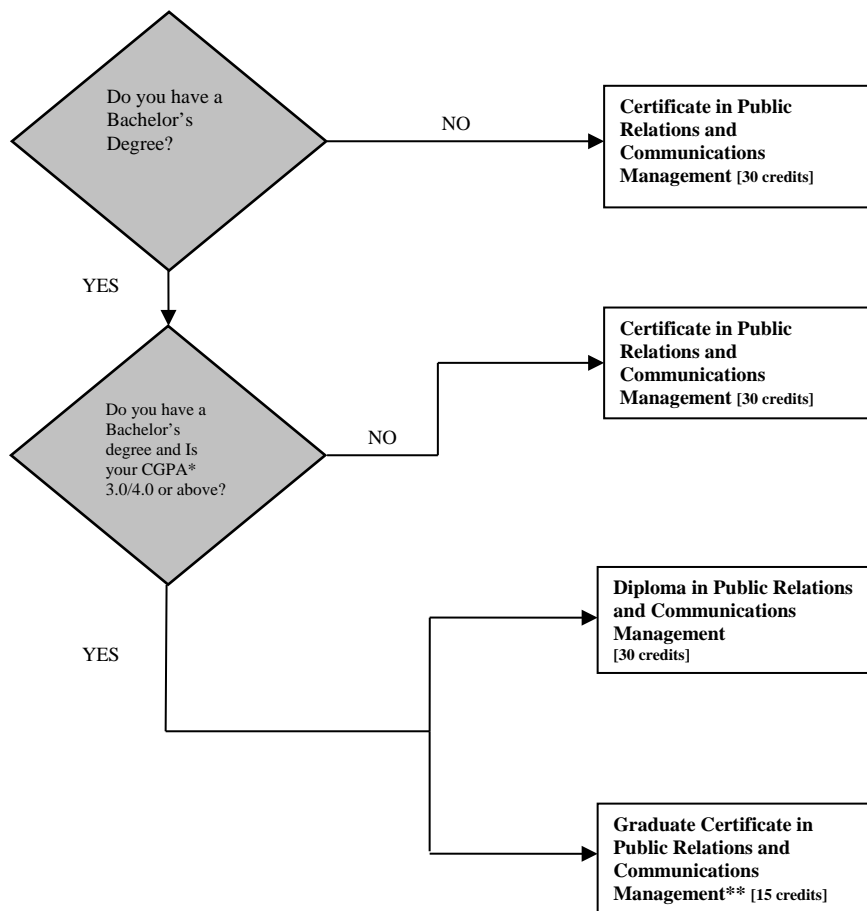 Do you have a
Bachelor’s
Degree?
NO
Certificate in Public
Relations and
Communications
Management [30 credits]
YES
Certificate in Public
Relations and
Communications
Management [30 credits]
Do you have a
Bachelor’s
degree and Is
your CGPA*
3.0/4.0 or above?
NO
Diploma in Public Relations
and Communications
Management
[30 credits]
YES
Graduate Certificate in
Public Relations and
Communications
Management** [15 credits]